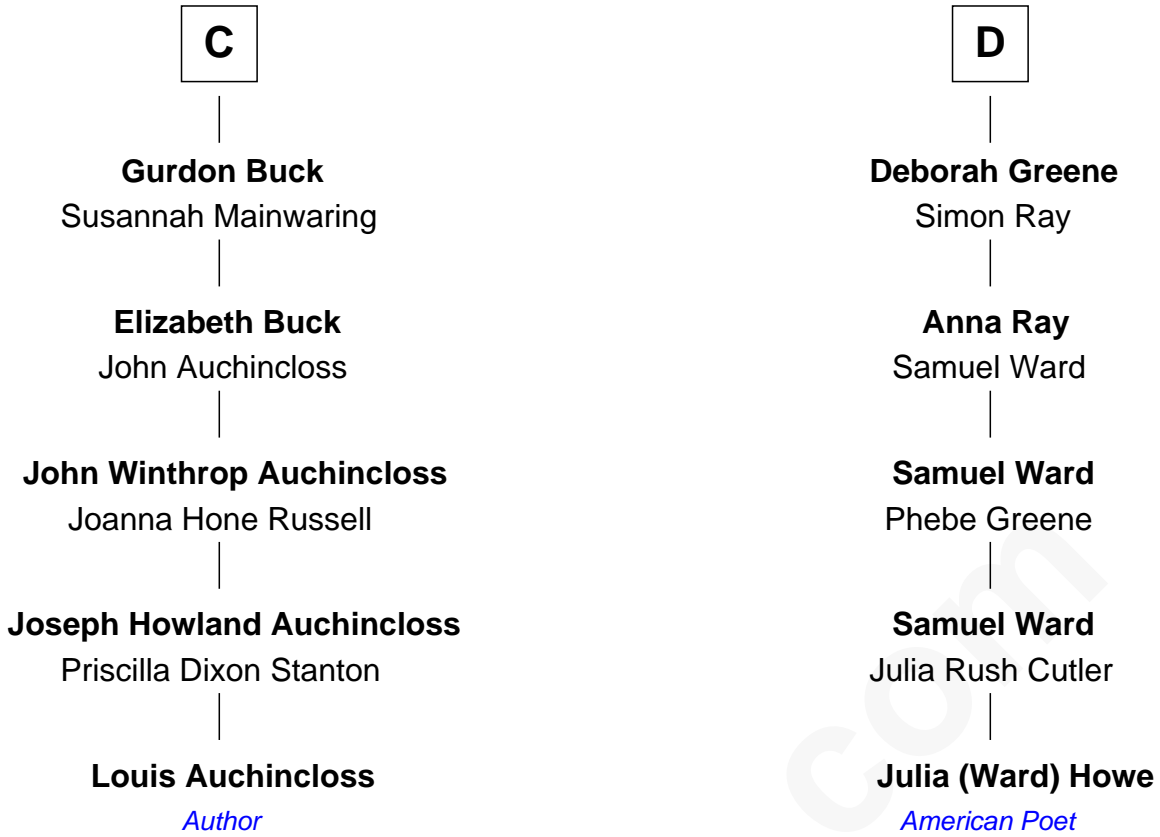 C
Gurdon Buck
Susannah Mainwaring
Elizabeth Buck
John Auchincloss
John Winthrop Auchincloss
Joanna Hone Russell
Joseph Howland Auchincloss
Priscilla Dixon Stanton
Louis Auchincloss
Author
D
Deborah Greene
Simon Ray
Anna Ray
Samuel Ward
Samuel Ward
Phebe Greene
Samuel Ward
Julia Rush Cutler
Julia (Ward) Howe
American Poet
com